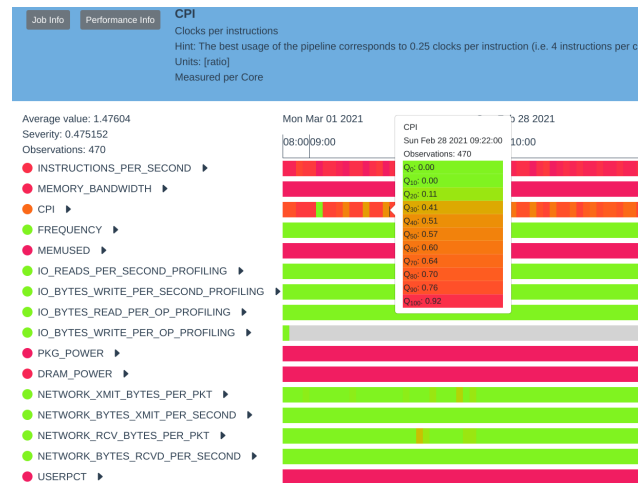 Job Info
Performance Info
CPI
Clocks per instructions
Hint: The best usage of the pipeline corresponds to 0.25 clocks per instruction (i.e. 4 instructions per c
Units: [ratio]
Measured per Core
Average value: 1.47604
Severity: 0.475152
Observations: 470
Mon Mar 01 2021
b 28 2021
08:00
09:00
10:00
CPI
Sun Feb 28 2021 09:22:00
Observations: 470
Q₀: 0.00
Q₁₀: 0.00
Q₂₀: 0.11
Q₃₀: 0.41
Q₄₀: 0.51
Q₅₀: 0.57
Q₆₀: 0.60
Q₇₀: 0.64
Q₈₀: 0.70
Q₉₀: 0.76
Q₁₀₀: 0.92
INSTRUCTIONS_PER_SECOND
MEMORY_BANDWIDTH
CPI
FREQUENCY
MEMUSED
IO_READS_PER_SECOND_PROFILING
IO_BYTES_WRITE_PER_SECOND_PROFILING
IO_BYTES_READ_PER_OP_PROFILING
IO_BYTES_WRITE_PER_OP_PROFILING
PKG_POWER
DRAM_POWER
NETWORK_XMIT_BYTES_PER_PKT
NETWORK_BYTES_XMIT_PER_SECOND
NETWORK_RCV_BYTES_PER_PKT
NETWORK_BYTES_RCVD_PER_SECOND
USERPCT